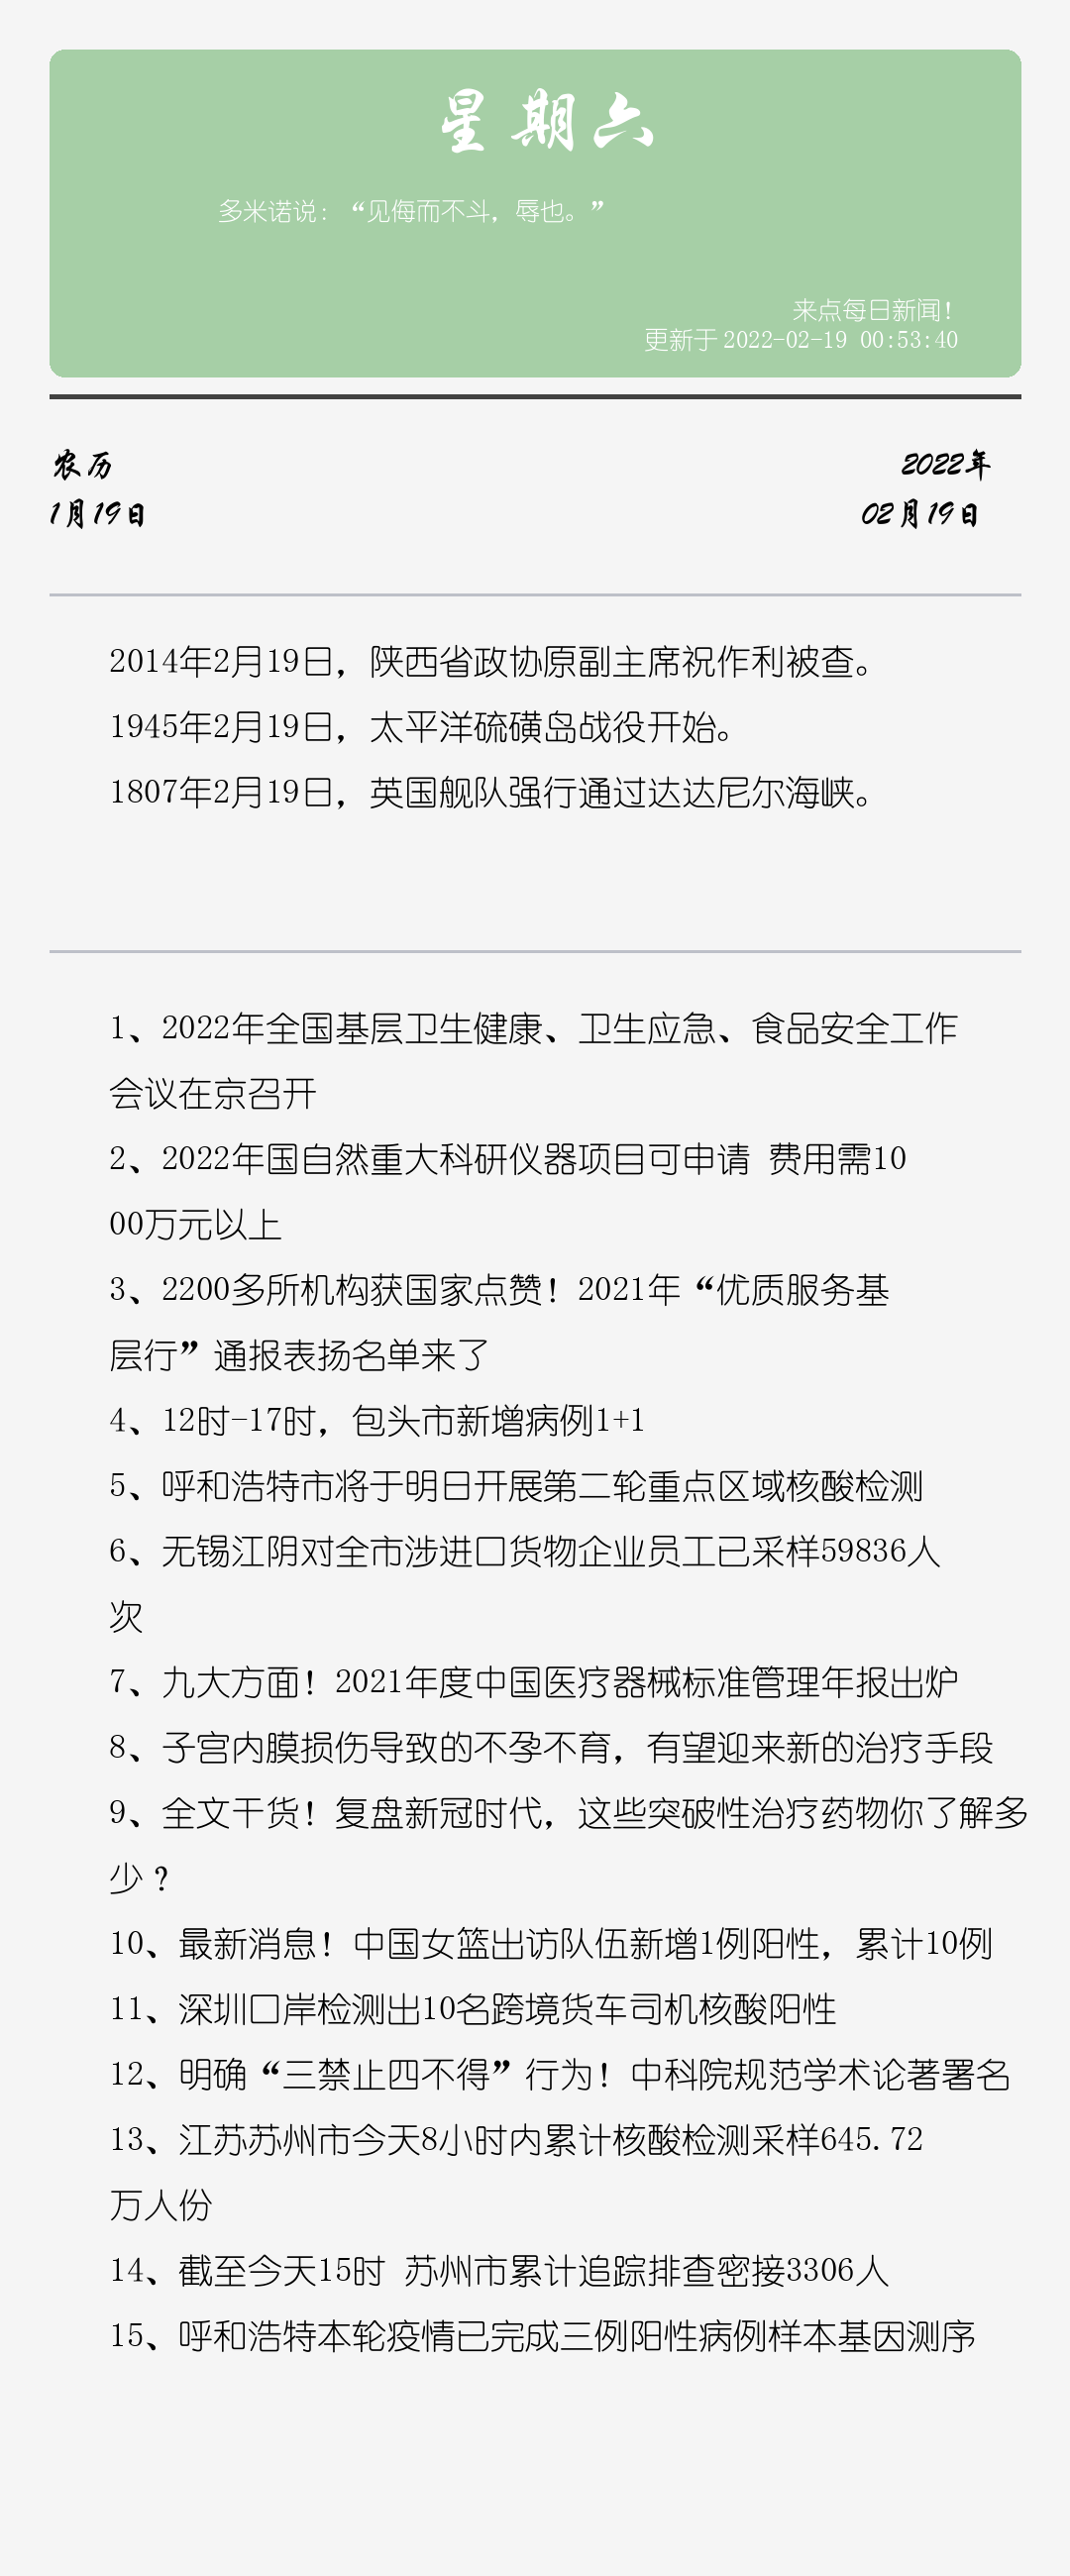 星期六
多米诺说：“见侮而不斗，辱也。”
来点每日新闻！
更新于 2022-02-19 00:53:40
农历
2022年
1月19日
02月19日
2014年2月19日，陕西省政协原副主席祝作利被查。
1945年2月19日，太平洋硫磺岛战役开始。
1807年2月19日，英国舰队强行通过达达尼尔海峡。
1、2022年全国基层卫生健康、卫生应急、食品安全工作
会议在京召开
2、2022年国自然重大科研仪器项目可申请 费用需10
00万元以上
3、2200多所机构获国家点赞！2021年“优质服务基
层行”通报表扬名单来了
4、12时-17时，包头市新增病例1+1
5、呼和浩特市将于明日开展第二轮重点区域核酸检测
6、无锡江阴对全市涉进口货物企业员工已采样59836人
次
7、九大方面！2021年度中国医疗器械标准管理年报出炉
8、子宫内膜损伤导致的不孕不育，有望迎来新的治疗手段
9、全文干货！复盘新冠时代，这些突破性治疗药物你了解多
少？
10、最新消息！中国女篮出访队伍新增1例阳性，累计10例
11、深圳口岸检测出10名跨境货车司机核酸阳性
12、明确“三禁止四不得”行为！中科院规范学术论著署名
13、江苏苏州市今天8小时内累计核酸检测采样645.72
万人份
14、截至今天15时 苏州市累计追踪排查密接3306人
15、呼和浩特本轮疫情已完成三例阳性病例样本基因测序